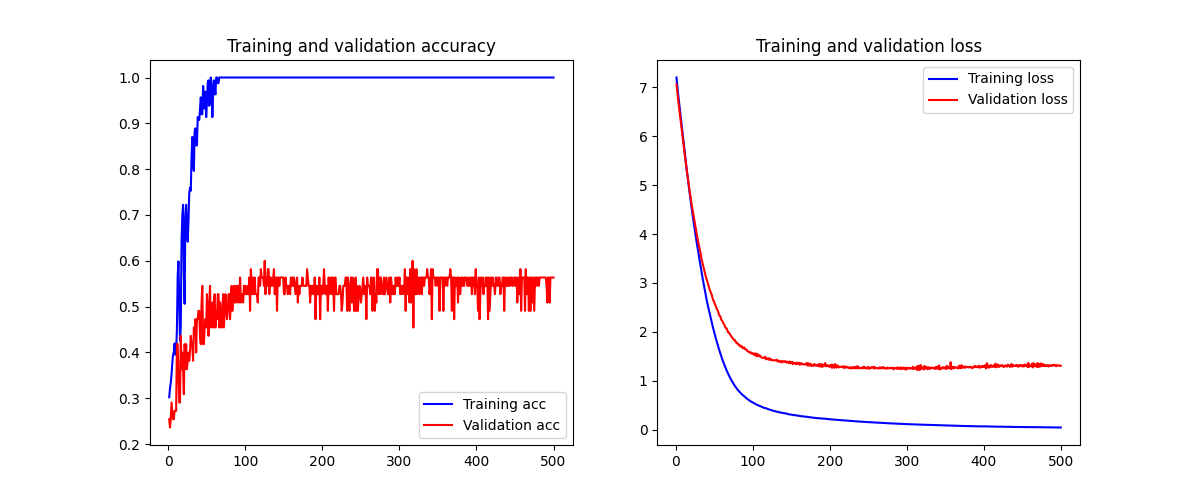 Training and validation accuracy
1.0
0.9
0.8
0.7
0.6
0.5
0.4
0.3
0.2
0 100 200 300 400 500
Training acc
Validation acc
Training and validation loss
7
6
5
4
3
2
1
0
0 100 200 300 400 500
Training loss
Validation loss